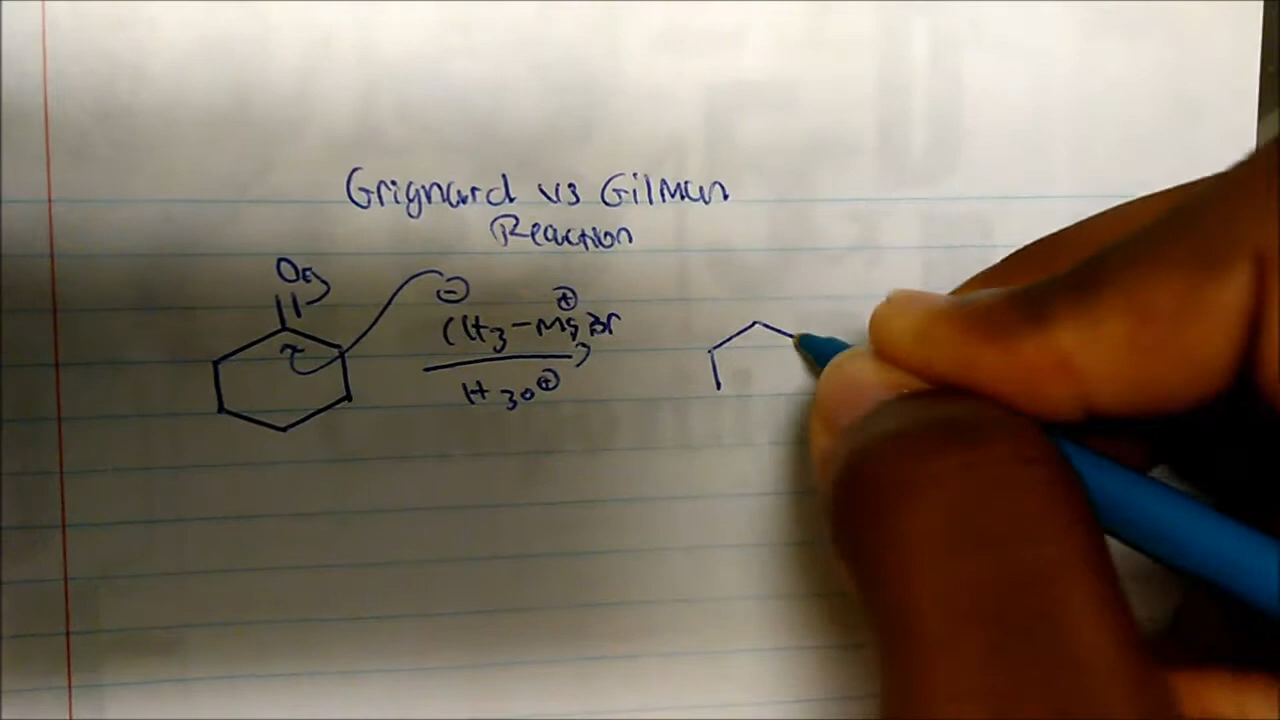 Grignard vs Gilman
Reaction
O
⊖
⊕
CH3-MgBr
H3O⊕